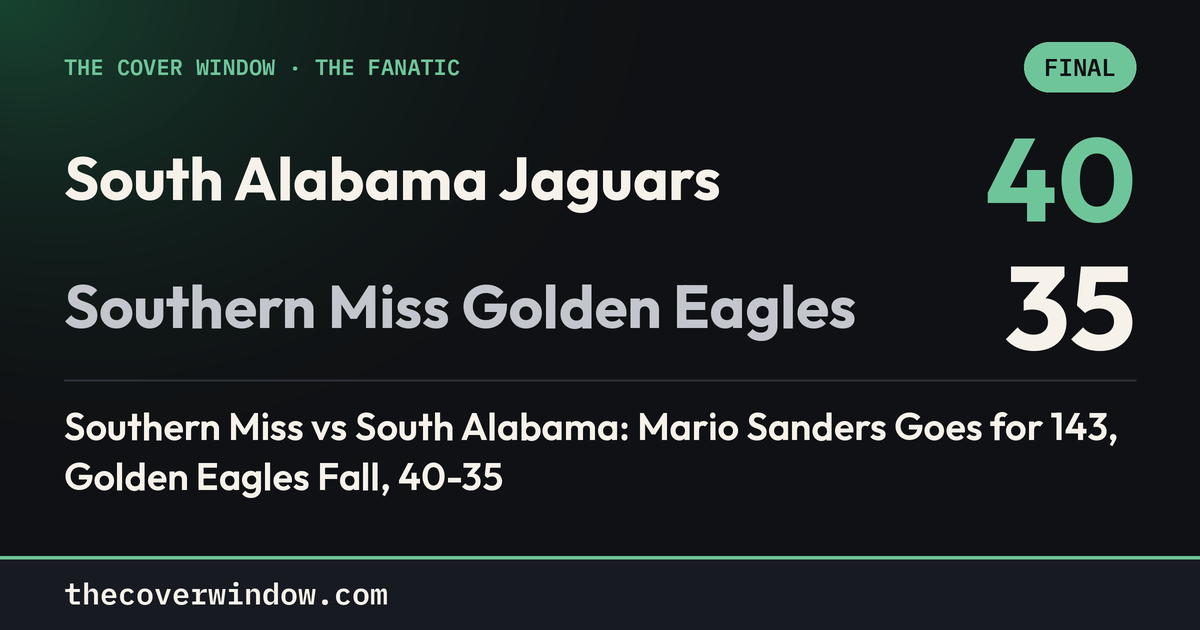 THE COVER WINDOW · THE FANATIC
FINAL
South Alabama Jaguars
40
Southern Miss Golden Eagles
35
Southern Miss vs South Alabama: Mario Sanders Goes for 143,
Golden Eagles Fall, 40-35
thecoverwindow.com